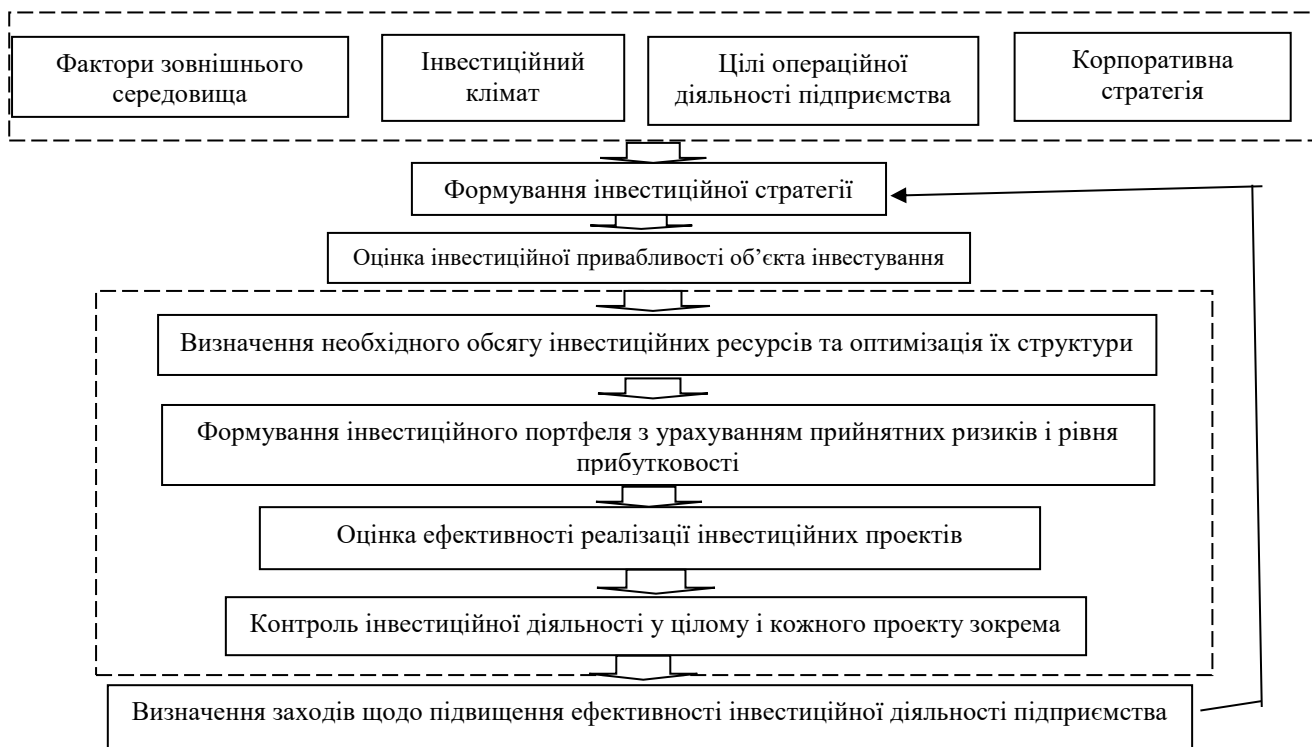 Фактори зовнішнього
середовища
Інвестиційний
клімат
Цілі операційної
діяльності підприємства
Корпоративна
стратегія
Формування інвестиційної стратегії
Оцінка інвестиційної привабливості об’єкта інвестування
Визначення необхідного обсягу інвестиційних ресурсів та оптимізація їх структури
Формування інвестиційного портфеля з урахуванням прийнятних ризиків і рівня
прибутковості
Оцінка ефективності реалізації інвестиційних проектів
Контроль інвестиційної діяльності у цілому і кожного проекту зокрема
Визначення заходів щодо підвищення ефективності інвестиційної діяльності підприємства